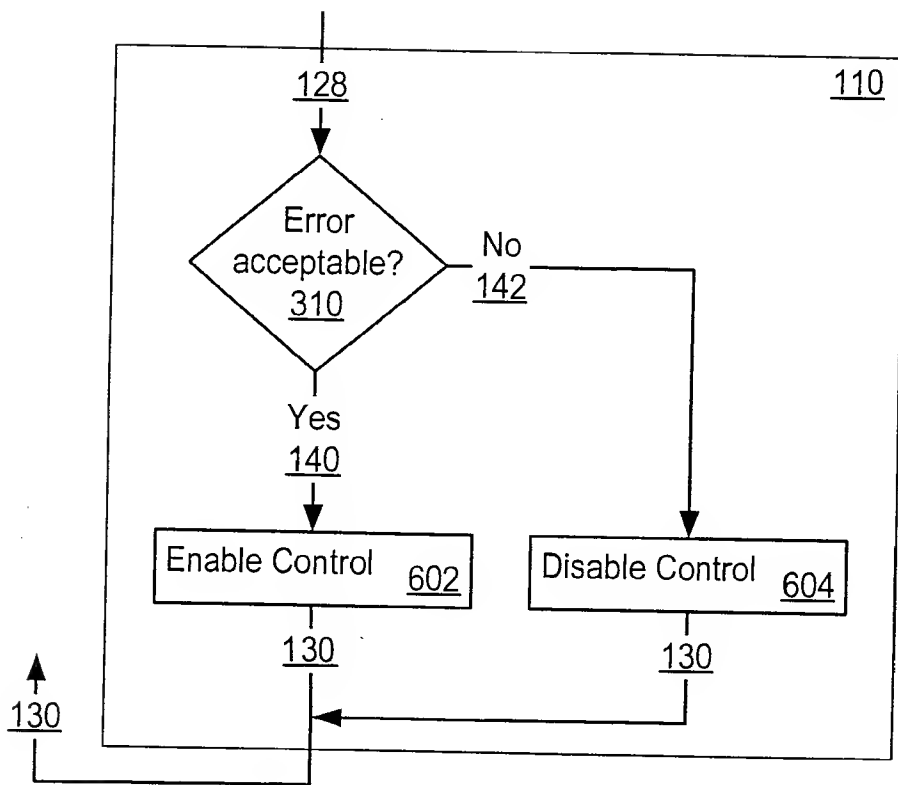 128
110
Error
acceptable?
310
No
142
Yes
140
Enable Control 602
Disable Control 604
130
130
130